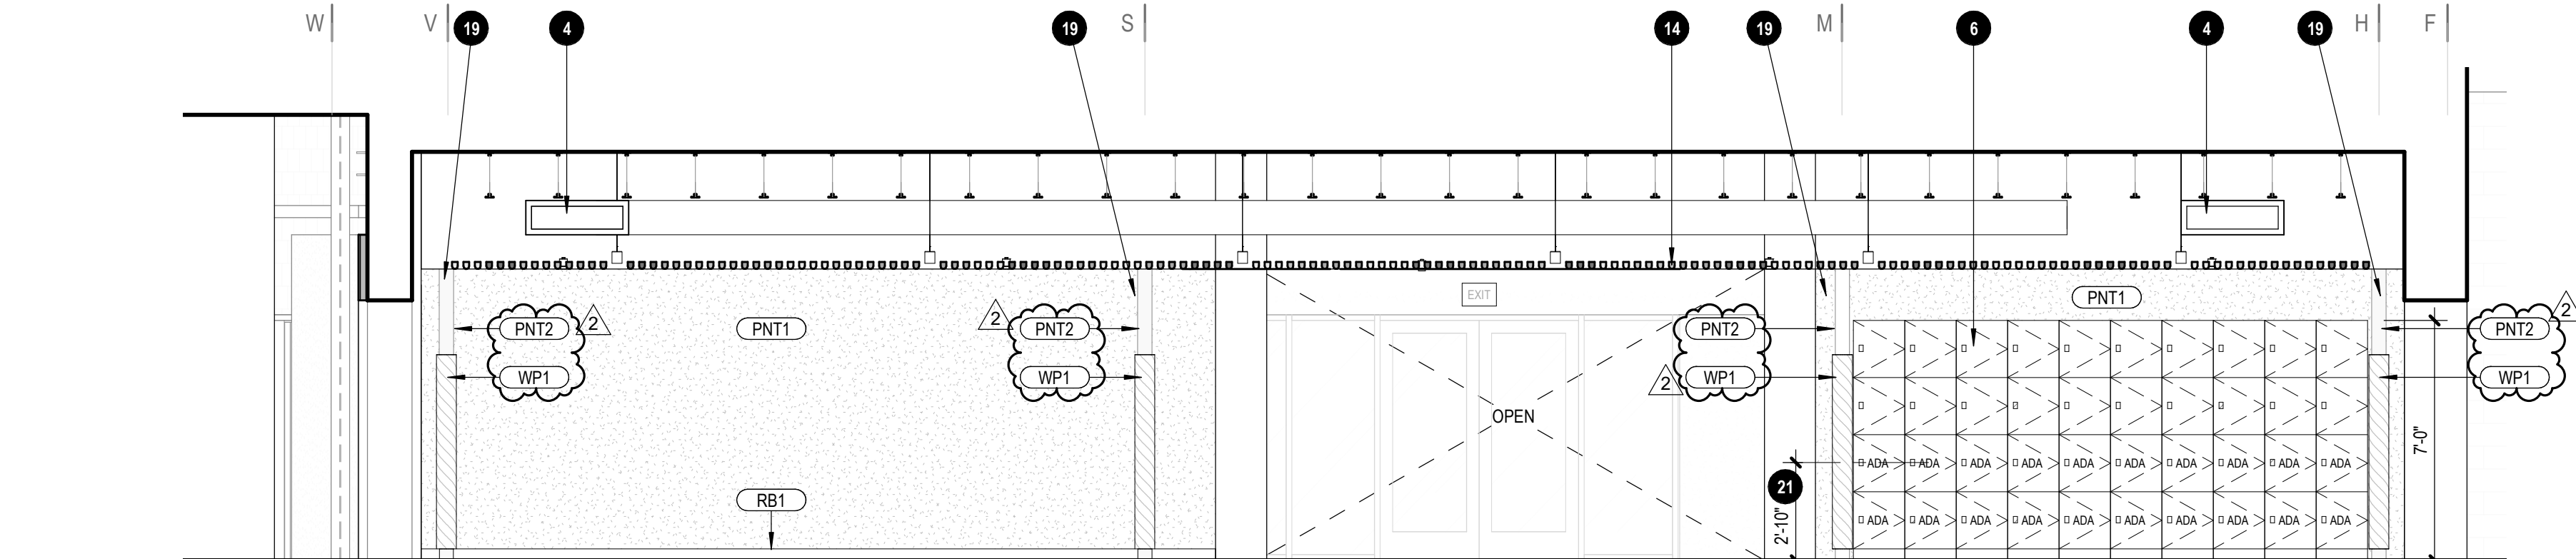 W V 19 4 19 S 14 19 M 6 4 19 H F
EXIT
PNT1
PNT2 2
PNT1
2 PNT2
PNT2
PNT2 2
WP1
WP1
2 WP1
WP1
OPEN
7'-0"
ADA ADA ADA ADA ADA ADA ADA ADA ADA ADA
21
RB1
2'-10"
ADA ADA ADA ADA ADA ADA ADA ADA ADA ADA